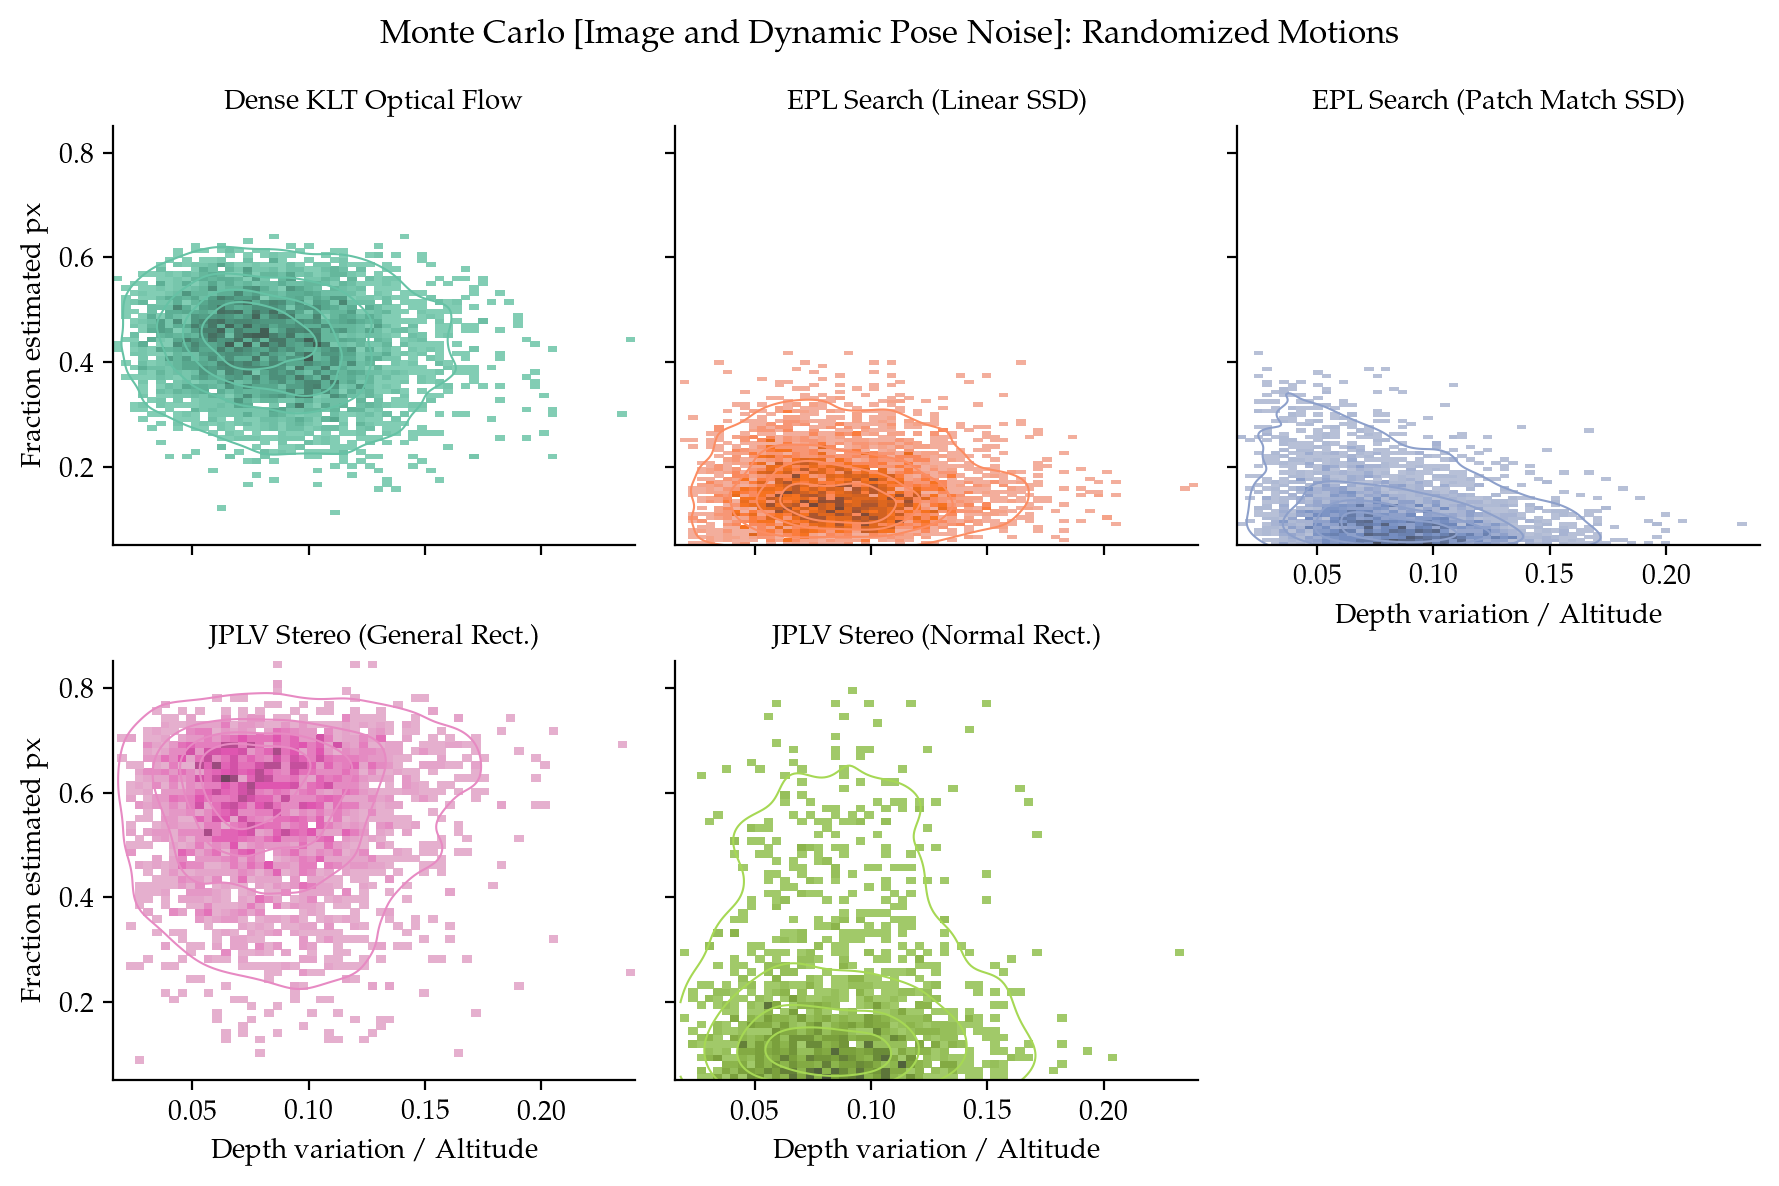 Monte Carlo [Image and Dynamic Pose Noise]: Randomized Motions
Dense KLT Optical Flow
EPL Search (Linear SSD)
EPL Search (Patch Match SSD)
Fraction estimated px
0.8
0.6
0.4
0.2
0.05 0.10 0.15 0.20
Depth variation / Altitude
JPLV Stereo (General Rect.)
JPLV Stereo (Normal Rect.)
Fraction estimated px
0.8
0.6
0.4
0.2
0.05 0.10 0.15 0.20
Depth variation / Altitude
0.05 0.10 0.15 0.20
Depth variation / Altitude